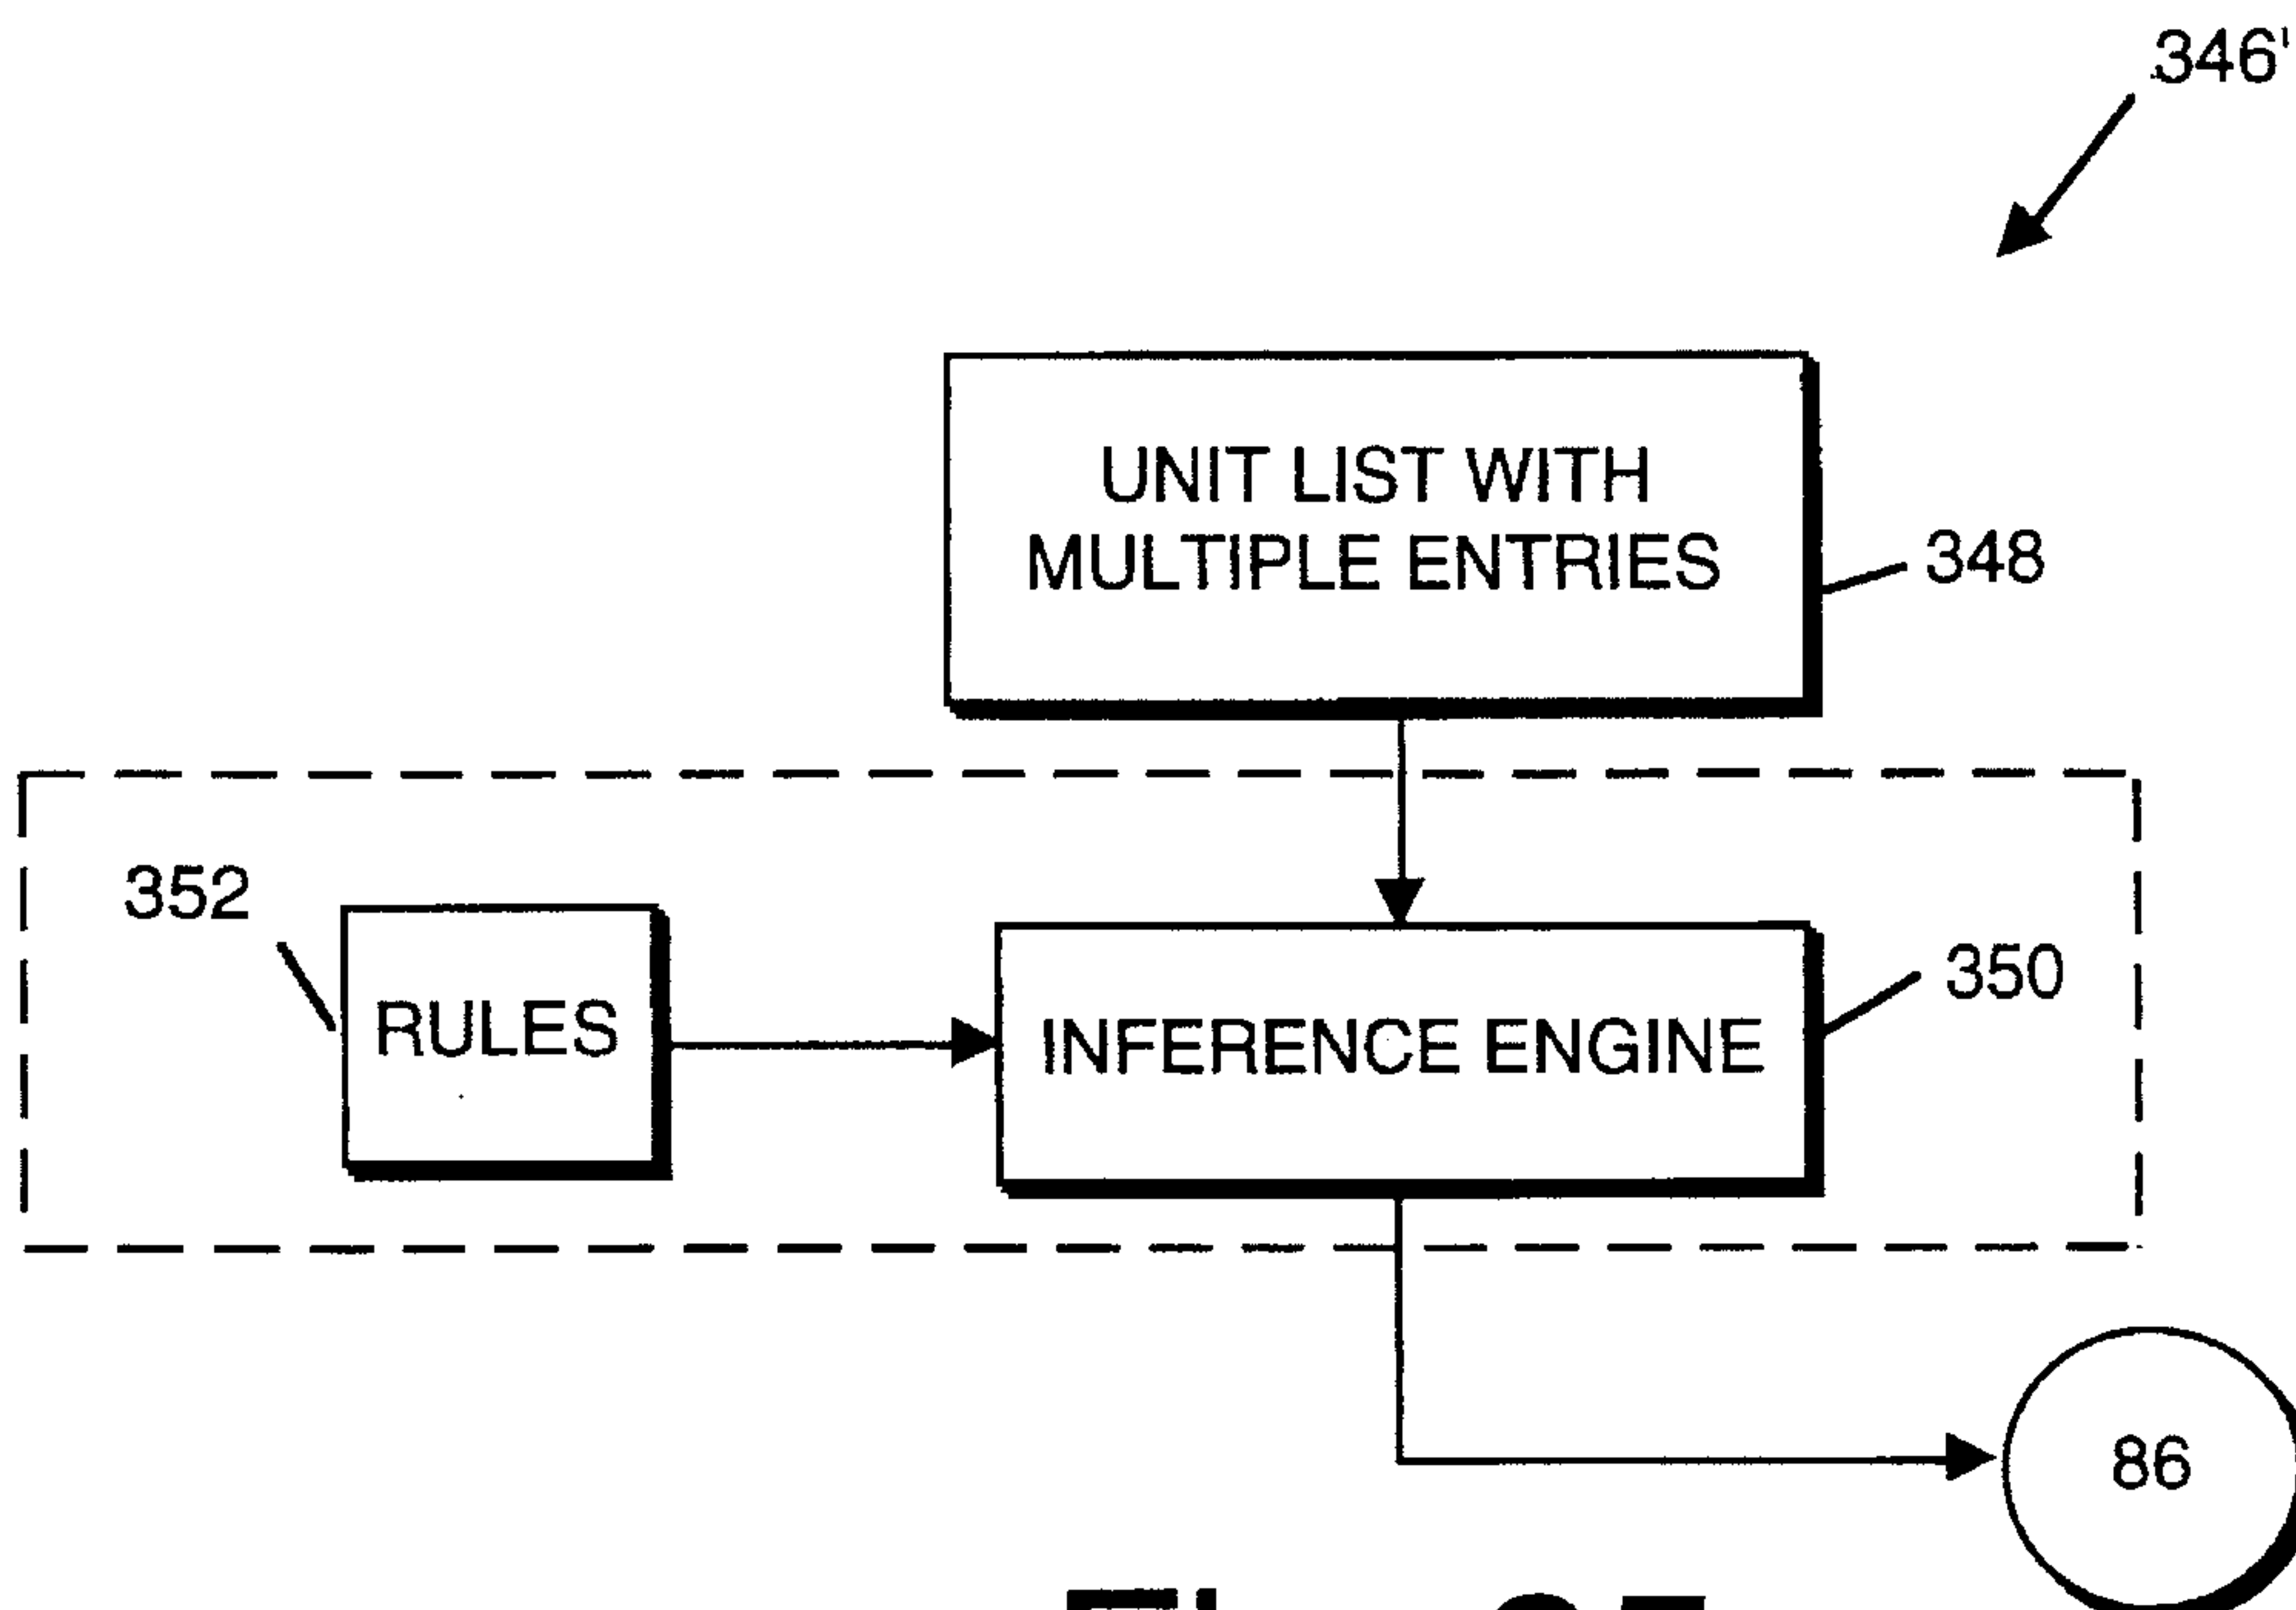 346'
UNIT LIST WITH
MULTIPLE ENTRIES
348
352
RULES
INFERENCE ENGINE
350
86